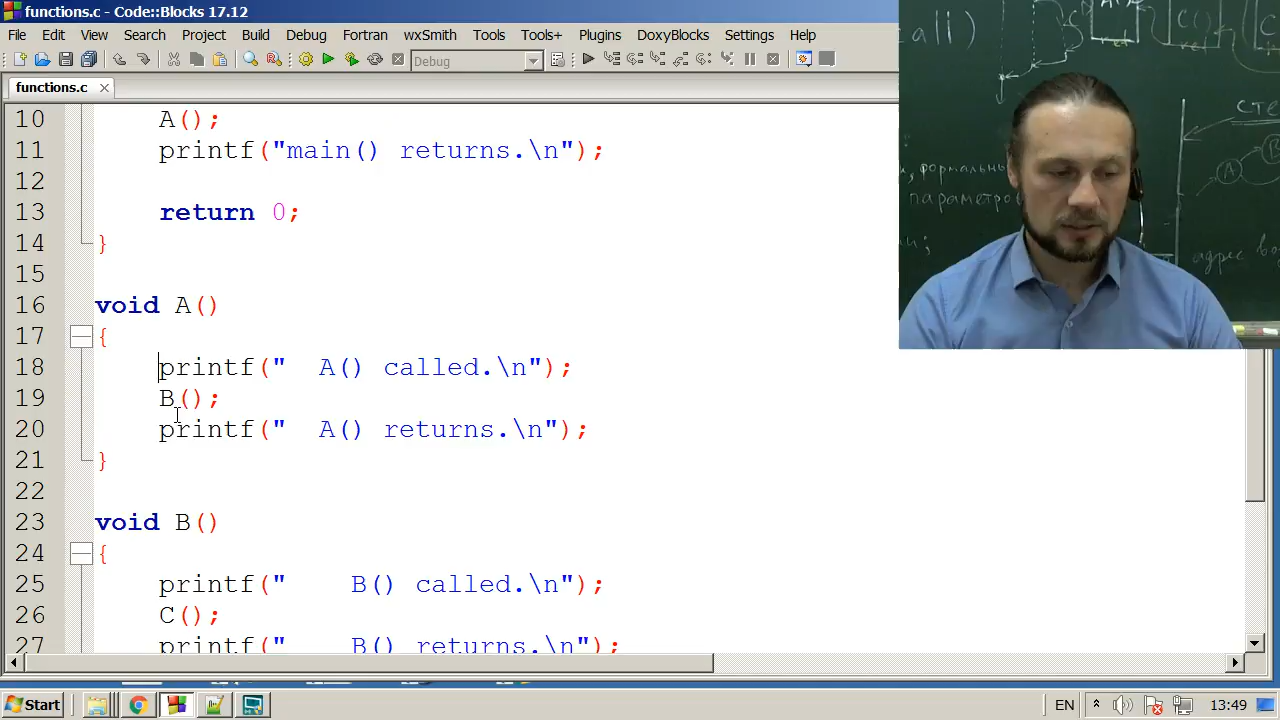 functions.c - Code::Blocks 17.12
File Edit View Search Project Build Debug Fortran wxSmith Tools Tools+ Plugins DoxyBlocks Settings Help
Debug
functions.c
10 A();
11 printf("main() returns.\n");
12
13 return 0;
14 }
15
16 void A()
17 {
18 printf("  A() called.\n");
19 B();
20 printf("  A() returns.\n");
21 }
22
23 void B()
24 {
25 printf("    B() called.\n");
26 C();
27 printf("    B() returns.\n");
all)
C()
A
параметро
адрес
Start
EN
13:49